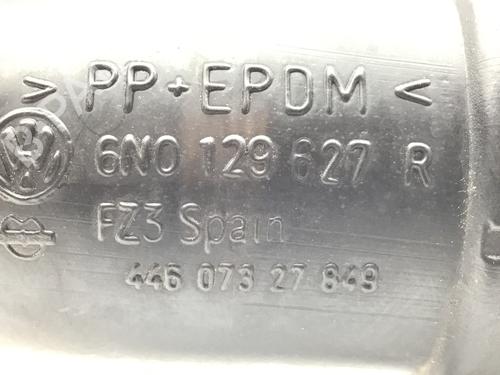 > PP+EPDM <
6N0 129 627 R
FZ3 Spain
446 073 27 849